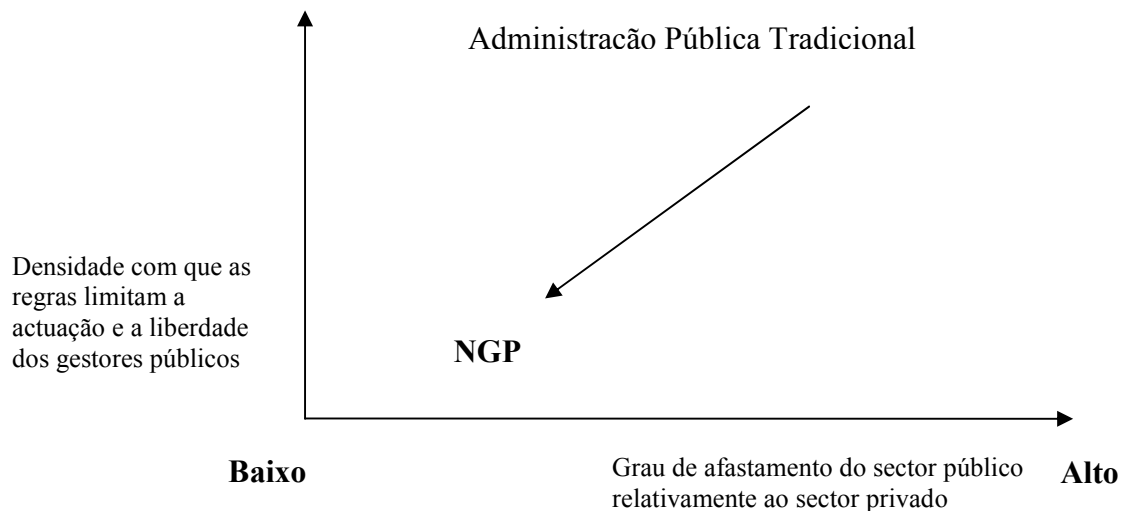 Administracão Pública Tradicional
Densidade com que as
regras limitam a
actuação e a liberdade
dos gestores públicos
NGP
Baixo
Grau de afastamento do sector público
relativamente ao sector privado
Alto